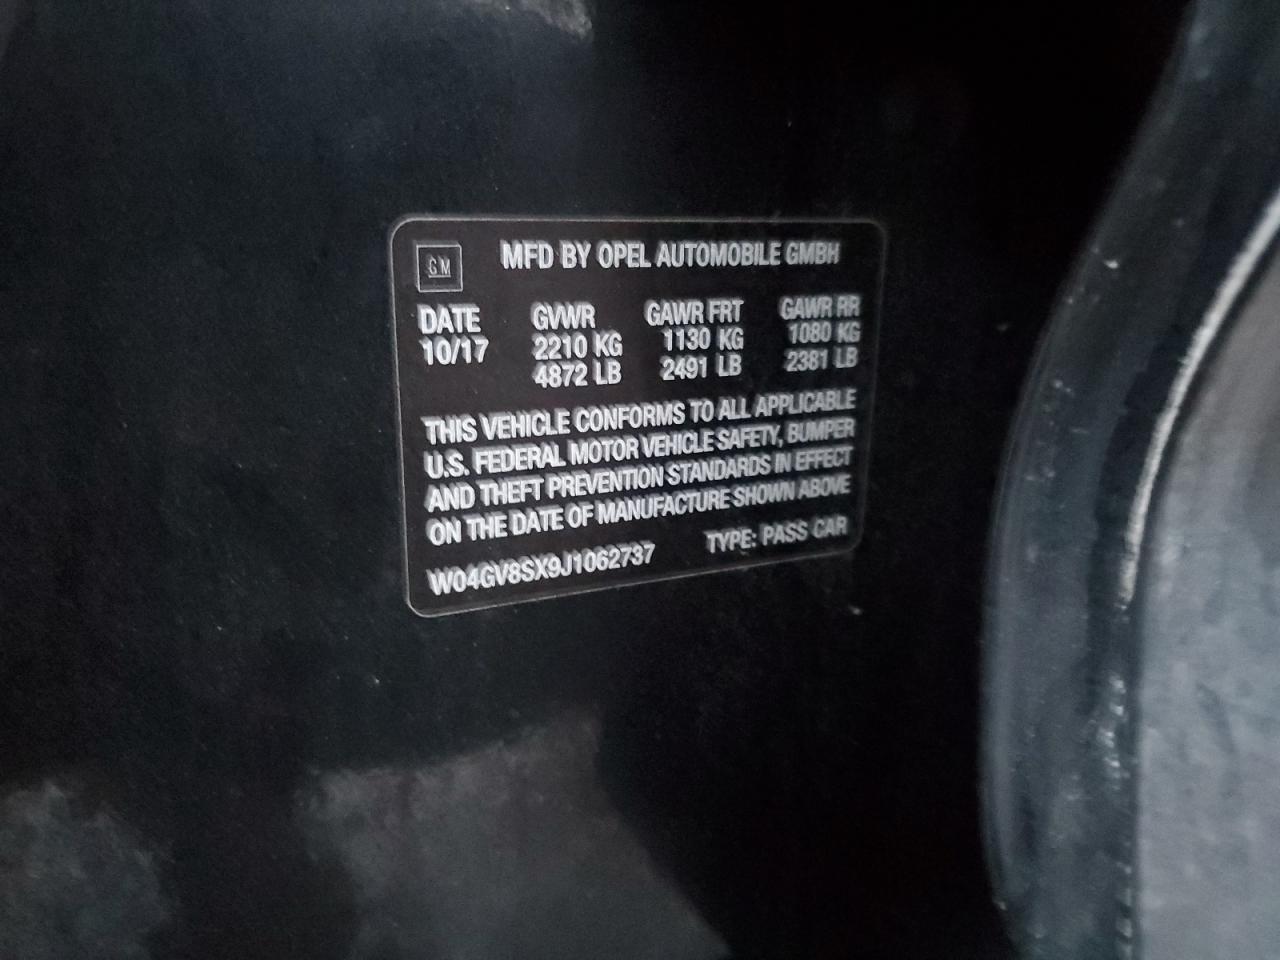 GM
MFD BY OPEL AUTOMOBILE GMBH
DATE GVWR GAWR FRT GAWR RR
10/17 2210 KG 1130 KG 1080 KG
4872 LB 2491 LB 2381 LB
THIS VEHICLE CONFORMS TO ALL APPLICABLE
U.S. FEDERAL MOTOR VEHICLE SAFETY, BUMPER
AND THEFT PREVENTION STANDARDS IN EFFECT
ON THE DATE OF MANUFACTURE SHOWN ABOVE
W04GV8SX9J1062737 TYPE: PASS CAR